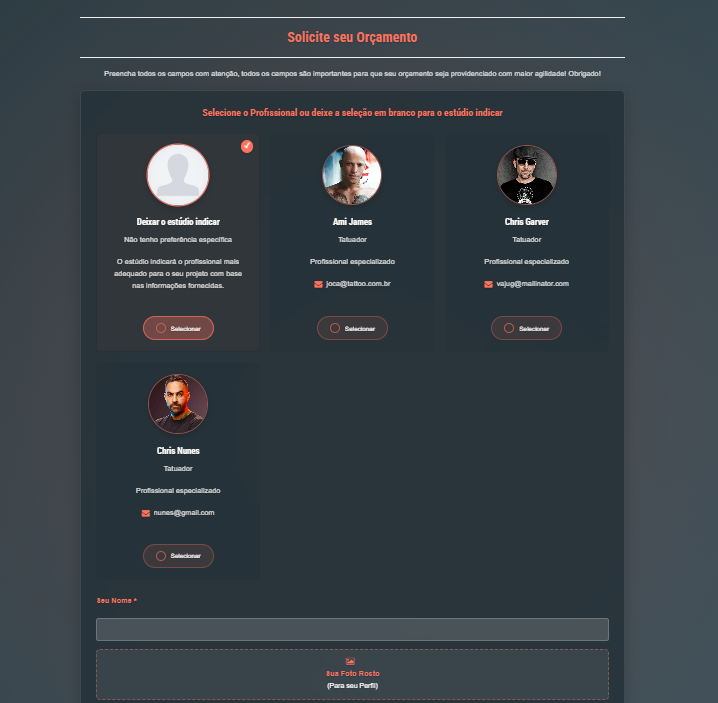 Solicite seu Orçamento
Preencha todos os campos com atenção, todos os campos são importantes para que seu orçamento seja providenciado com maior agilidade! Obrigado!
Selecione o Profissional ou deixe a seleção em branco para o estúdio indicar
Deixar o estúdio indicar
Não tenho preferência específica
O estúdio indicará o profissional mais
adequado para o seu projeto com base
nas informações fornecidas.
Selecionar
Ami James
Tatuador
Profissional especializado
joca@tattoo.com.br
Selecionar
Chris Garver
Tatuador
Profissional especializado
vajug@mailinator.com
Selecionar
Chris Nunes
Tatuador
Profissional especializado
nunes@gmail.com
Selecionar
Seu Nome *
Sua Foto Rosto
(Para seu Perfil)